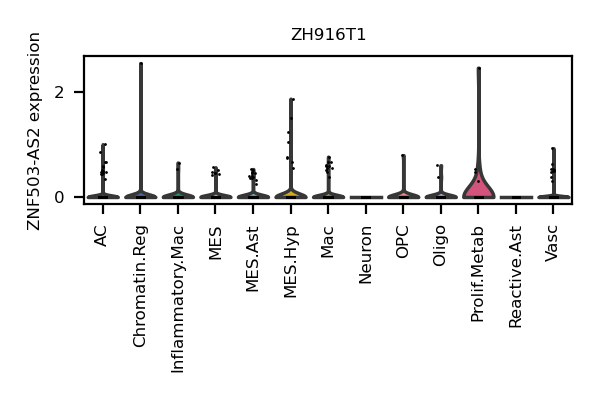 ZH916T1
ZNF503-AS2 expression
2
0
AC
Chromatin.Reg
Inflammatory.Mac
MES
MES.Ast
MES.Hyp
Mac
Neuron
OPC
Oligo
Prolif.Metab
Reactive.Ast
Vasc